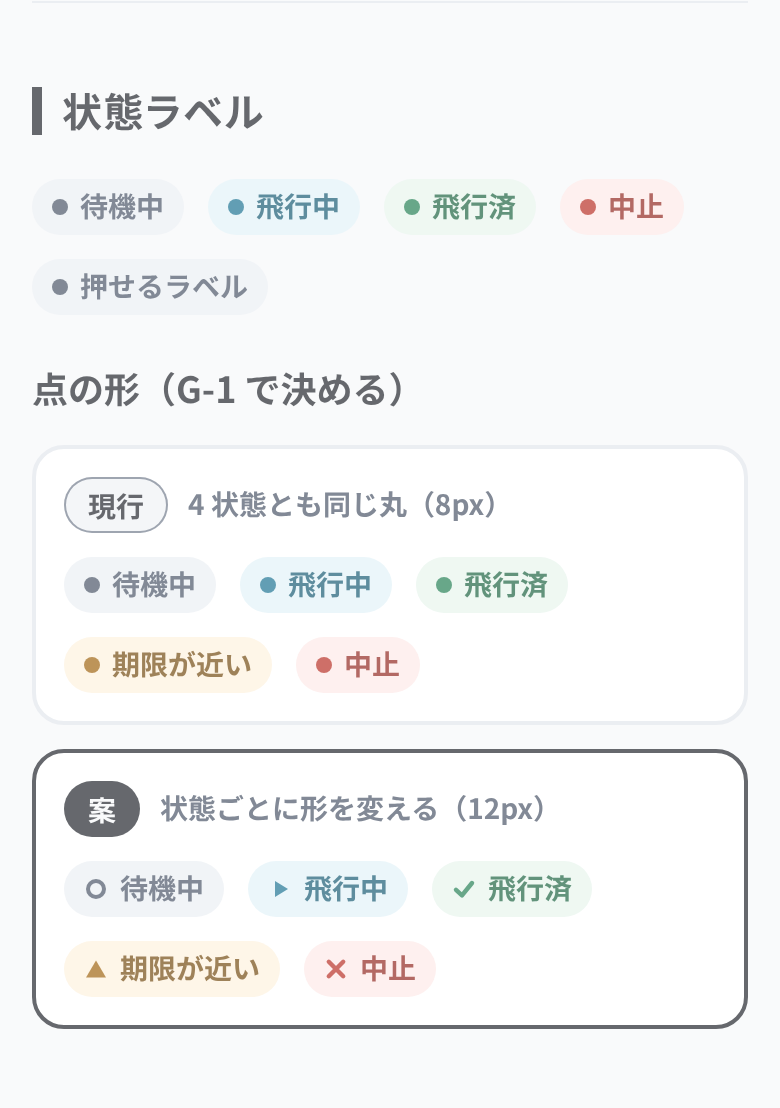 状態ラベル
待機中 飛行中 飛行済 中止
押せるラベル
点の形（G-1 で決める）
現行 4 状態とも同じ丸（8px）
待機中 飛行中 飛行済
期限が近い 中止
案 状態ごとに形を変える（12px）
待機中 飛行中 飛行済
期限が近い 中止